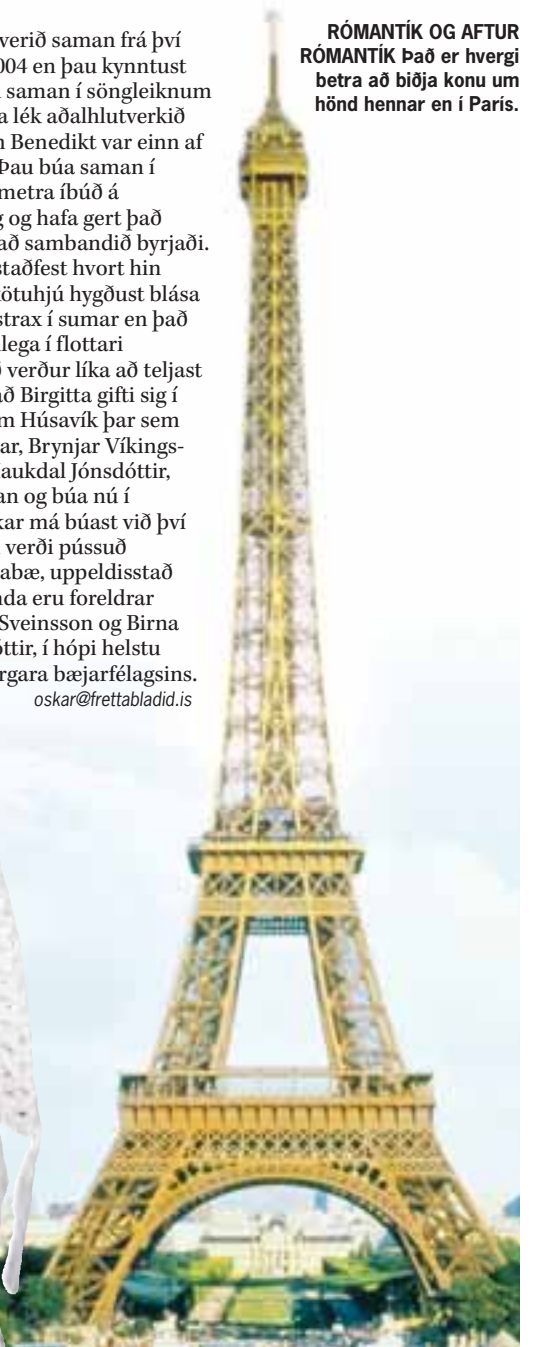 RÓMANTÍK OG AFTUR
RÓMANTÍK Það er hvergi
betra að biðja konu um
hönd hennar en í París.
verið saman frá því
004 en þau kynntust
saman í söngleiknum
a lék aðalhlutverkið
n Benedikt var einn af
Þau búa saman í
metra íbúð á
g og hafa gert það
að sambandið byrjaði.
staðfest hvort hin
kötuhjú hygðust blása
strax í sumar en það
lega í flottari
verður líka að teljast
að Birgitta gifti sig í
m Húsavík þar sem
ar, Brynjar Víkings-
Haukdal Jónsdóttir,
an og búa nú í
kar má búast við því
verði pússuð
abæ, uppeldisstað
nda eru foreldrar
Sveinsson og Birna
óttir, í hópi helstu
rgara bæjarfélagsins.
oskar@frettabladid.is